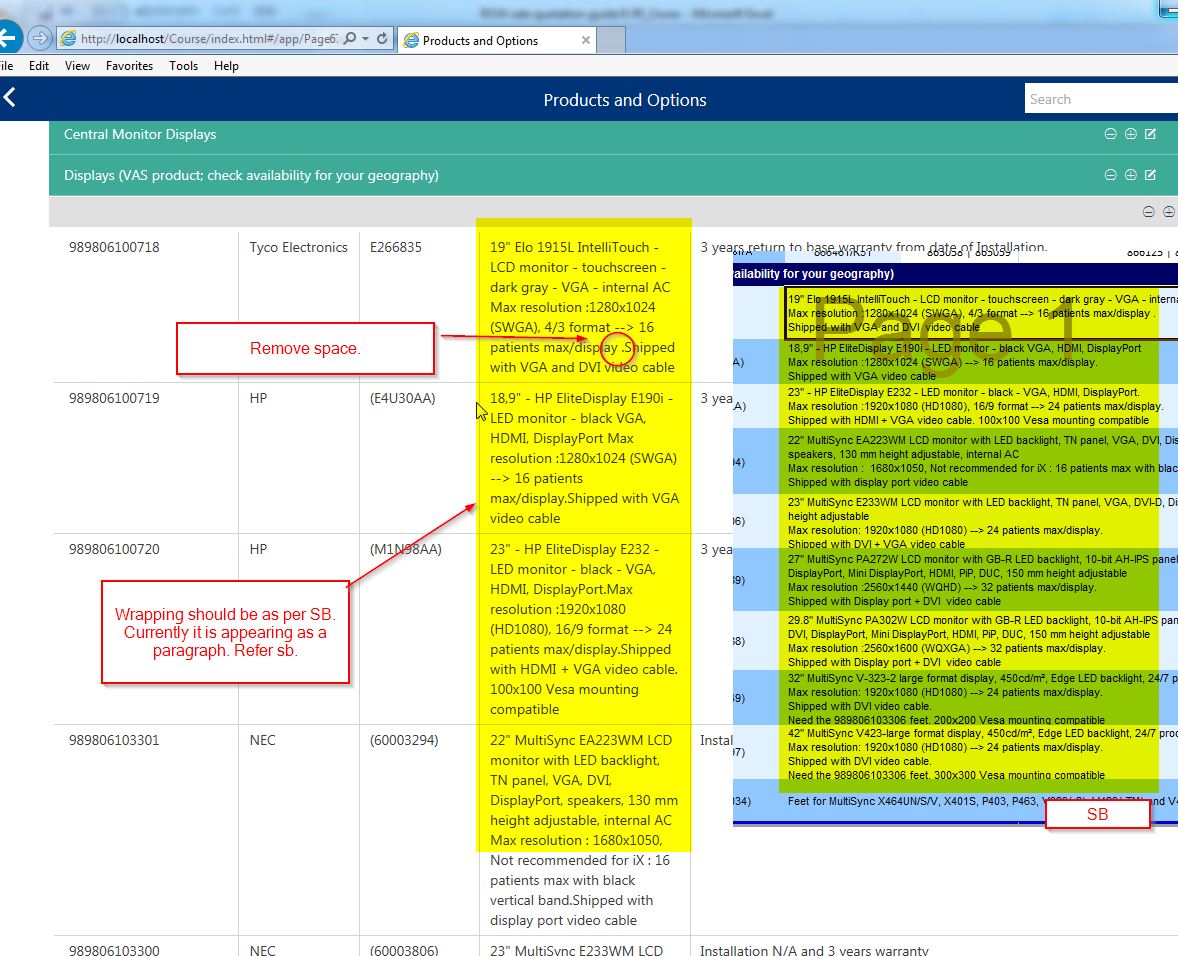 http://localhost/Course/index.html#/app/Page6
Products and Options
File Edit View Favorites Tools Help
Products and Options
Search
Central Monitor Displays
Displays (VAS product; check availability for your geography)
989806100718
Tyco Electronics
E266835
19" Elo 1915L IntelliTouch -
LCD monitor - touchscreen -
dark gray - VGA - internal AC
Max resolution :1280x1024
(SWGA), 4/3 format --> 16
patients max/display .Shipped
with VGA and DVI video cable
3 years return to base warranty from date of Installation.
Remove space.
989806100719
HP
(E4U30AA)
18,9" - HP EliteDisplay E190i -
LED monitor - black VGA,
HDMI, DisplayPort Max
resolution :1280x1024 (SWGA)
--> 16 patients
max/display.Shipped with VGA
video cable
3 yea
989806100720
HP
(M1N98AA)
23" - HP EliteDisplay E232 -
LED monitor - black - VGA,
HDMI, DisplayPort.Max
resolution :1920x1080
(HD1080), 16/9 format --> 24
patients max/display.Shipped
with HDMI + VGA video cable.
100x100 Vesa mounting
compatible
3 yea
Wrapping should be as per SB.
Currently it is appearing as a
paragraph. Refer sb.
989806103301
NEC
(60003294)
22" MultiSync EA223WM LCD
monitor with LED backlight,
TN panel, VGA, DVI,
DisplayPort, speakers, 130 mm
height adjustable, internal AC
Max resolution : 1680x1050,
Not recommended for iX : 16
patients max with black
vertical band.Shipped with
display port video cable
Instal
989806103300
NEC
(60003806)
23" MultiSync E233WM LCD
Installation N/A and 3 years warranty
865058 | 865059
866125 |
ailability for your geography)
Page 1
19" Elo 1915L IntelliTouch - LCD monitor - touchscreen - dark gray - VGA - interna
Max resolution :1280x1024 (SWGA), 4/3 format --> 16 patients max/display .
Shipped with VGA and DVI video cable
A)
18,9" - HP EliteDisplay E190i - LED monitor - black VGA, HDMI, DisplayPort
Max resolution :1280x1024 (SWGA) --> 16 patients max/display.
Shipped with VGA video cable
A)
23" - HP EliteDisplay E232 - LED monitor - black - VGA, HDMI, DisplayPort.
Max resolution :1920x1080 (HD1080), 16/9 format --> 24 patients max/display.
Shipped with HDMI + VGA video cable. 100x100 Vesa mounting compatible
94)
22" MultiSync EA223WM LCD monitor with LED backlight, TN panel, VGA, DVI, Dis
speakers, 130 mm height adjustable, internal AC
Max resolution : 1680x1050, Not recommended for iX : 16 patients max with blac
Shipped with display port video cable
06)
23" MultiSync E233WM LCD monitor with LED backlight, TN panel, VGA, DVI-D, Di
height adjustable
Max resolution: 1920x1080 (HD1080) --> 24 patients max/display.
Shipped with DVI + VGA video cable
39)
27" MultiSync PA272W LCD monitor with GB-R LED backlight, 10-bit AH-IPS panel
DisplayPort, Mini DisplayPort, HDMI, PiP, DUC, 150 mm height adjustable
Max resolution :2560x1440 (WQHD) --> 32 patients max/display.
Shipped with Display port + DVI video cable
38)
29.8" MultiSync PA302W LCD monitor with GB-R LED backlight, 10-bit AH-IPS pan
DVI, DisplayPort, Mini DisplayPort, HDMI, PiP, DUC, 150 mm height adjustable
Max resolution :2560x1600 (WQXGA) --> 32 patients max/display.
Shipped with Display port + DVI video cable
49)
32" MultiSync V-323-2 large format display, 450cd/m², Edge LED backlight, 24/7 p
Max resolution: 1920x1080 (HD1080) --> 24 patients max/display.
Shipped with DVI video cable.
Need the 989806103306 feet. 200x200 Vesa mounting compatible
97)
42" MultiSync V423-large format display, 450cd/m², Edge LED backlight, 24/7 proc
Max resolution: 1920x1080 (HD1080) --> 24 patients max/display.
Shipped with DVI video cable.
Need the 989806103306 feet. 300x300 Vesa mounting compatible
034)
Feet for MultiSync X464UN/S/V, X401S, P403, P463,
and V4
SB